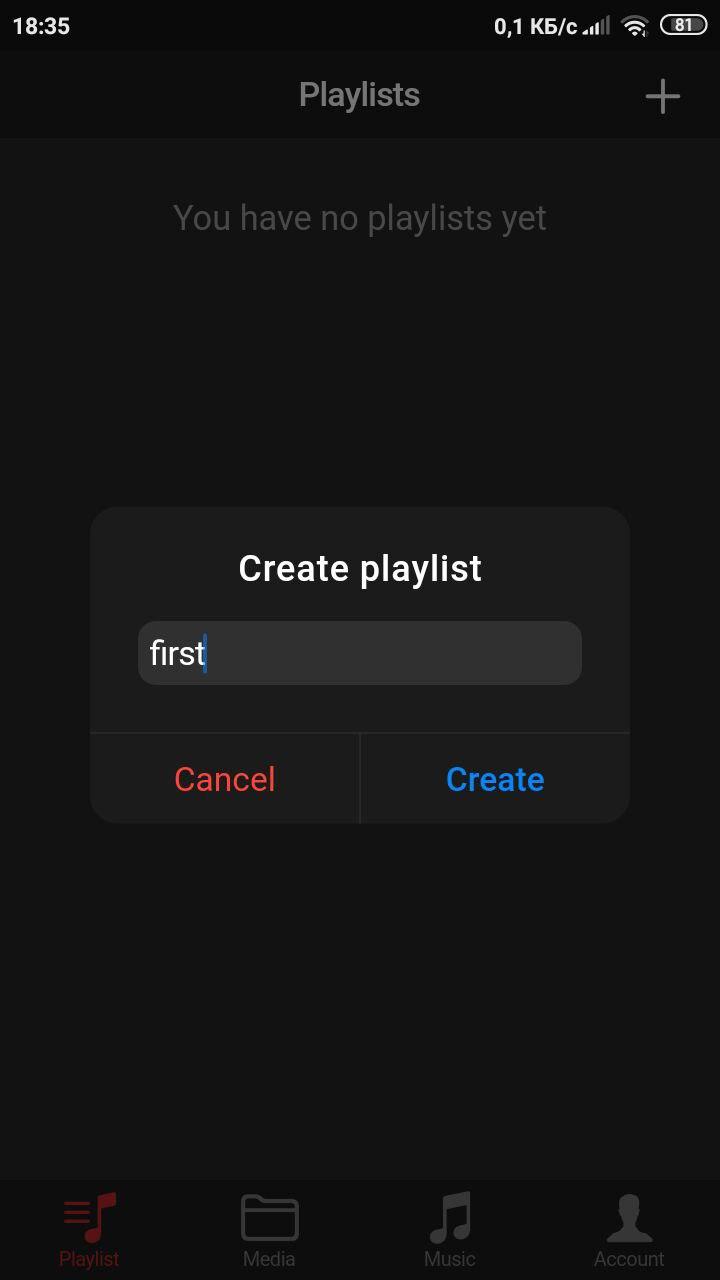 18:35 0,1 КБ/с 81
Playlists
You have no playlists yet
Create playlist
first
Cancel Create
Playlist Media Music Account